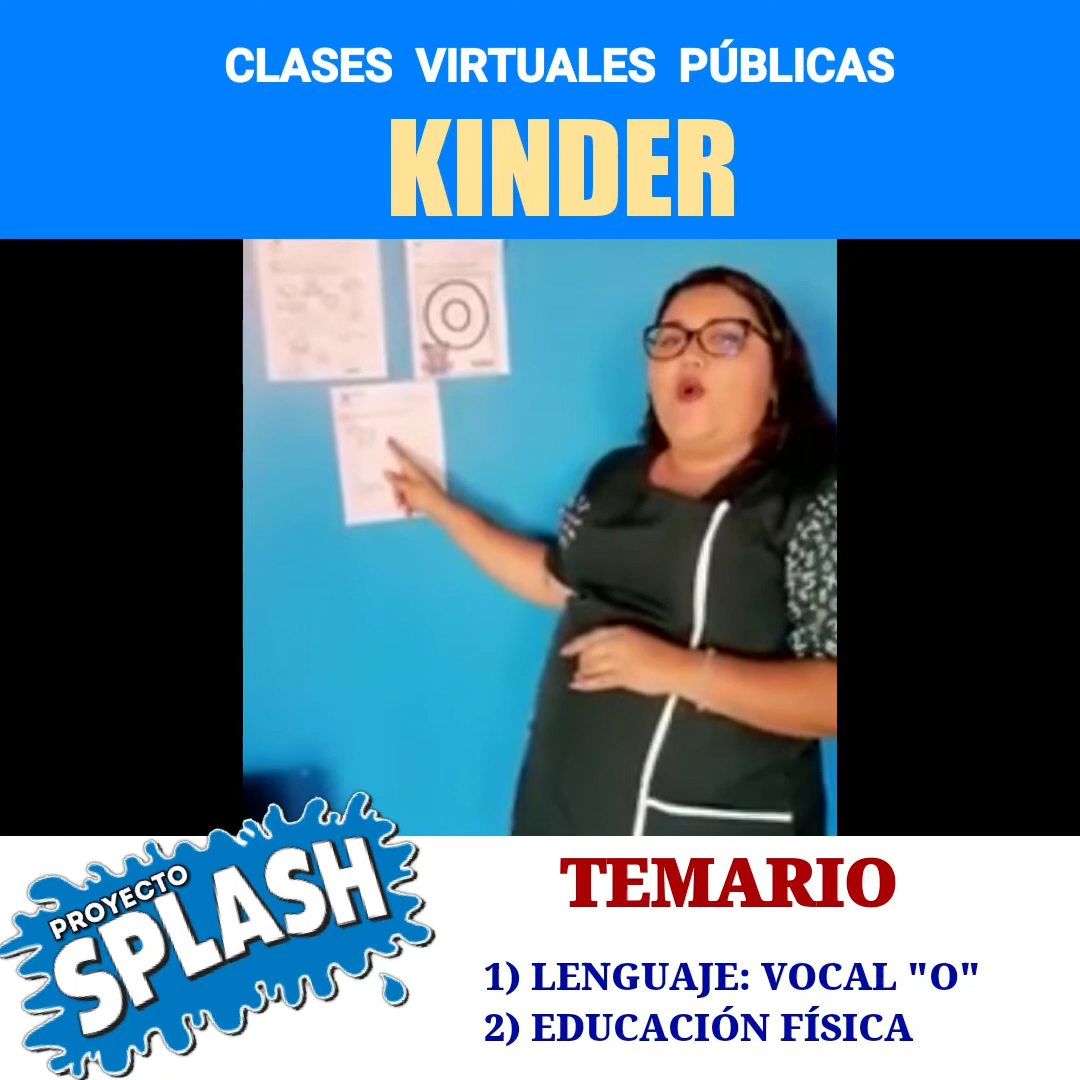 CLASES VIRTUALES PÚBLICAS
KINDER
PROYECTO
SPLASH
TEMARIO
1) LENGUAJE: VOCAL "O"
2) EDUCACIÓN FÍSICA